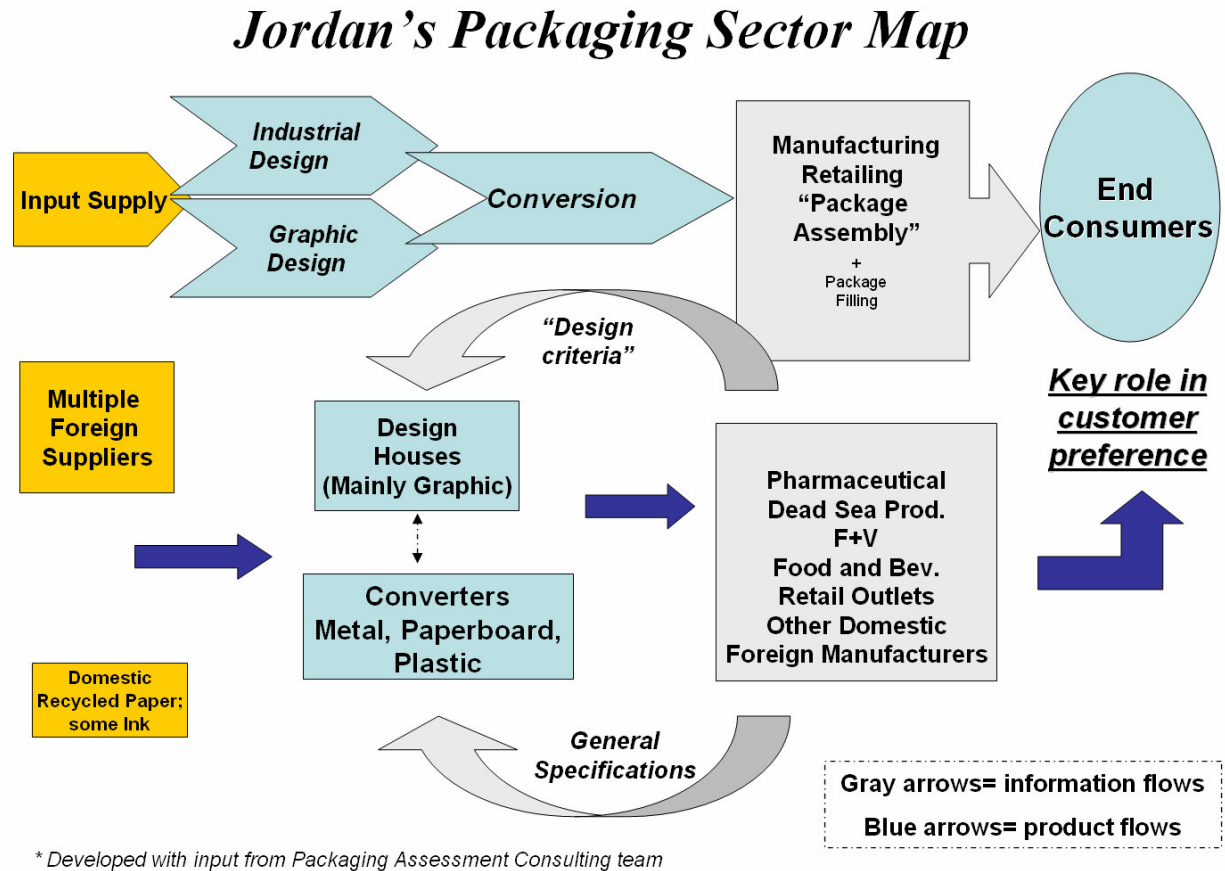 Jordan's Packaging Sector Map
Input Supply
Industrial
Design
Graphic
Design
Conversion
Manufacturing
Retailing
“Package
Assembly”
+
Package
Filling
End
Consumers
“Design
criteria”
Key role in
customer
preference
Multiple
Foreign
Suppliers
Design
Houses
(Mainly Graphic)
Converters
Metal, Paperboard,
Plastic
Pharmaceutical
Dead Sea Prod.
F+V
Food and Bev.
Retail Outlets
Other Domestic
Foreign Manufacturers
Domestic
Recycled Paper;
some Ink
General
Specifications
Gray arrows= information flows
Blue arrows= product flows
* Developed with input from Packaging Assessment Consulting team